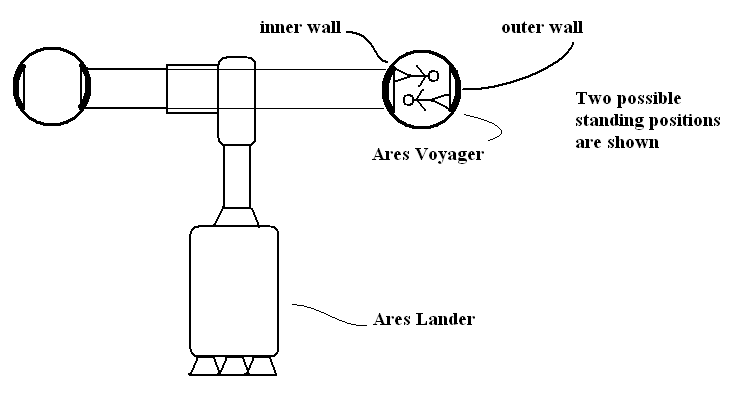 inner wall
outer wall
Two possible
standing positions
are shown
Ares Voyager
Ares Lander